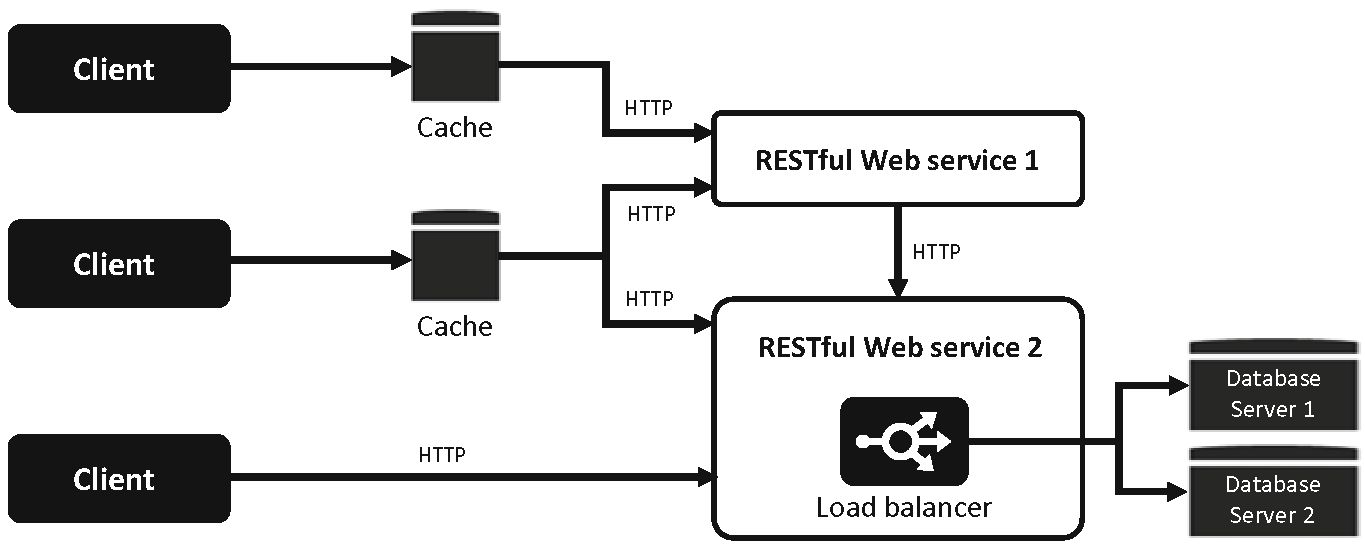 Client
Cache
HTTP
RESTful Web service 1
Client
Cache
HTTP
HTTP
HTTP
RESTful Web service 2
Load balancer
Database
Server 1
Database
Server 2
Client
HTTP